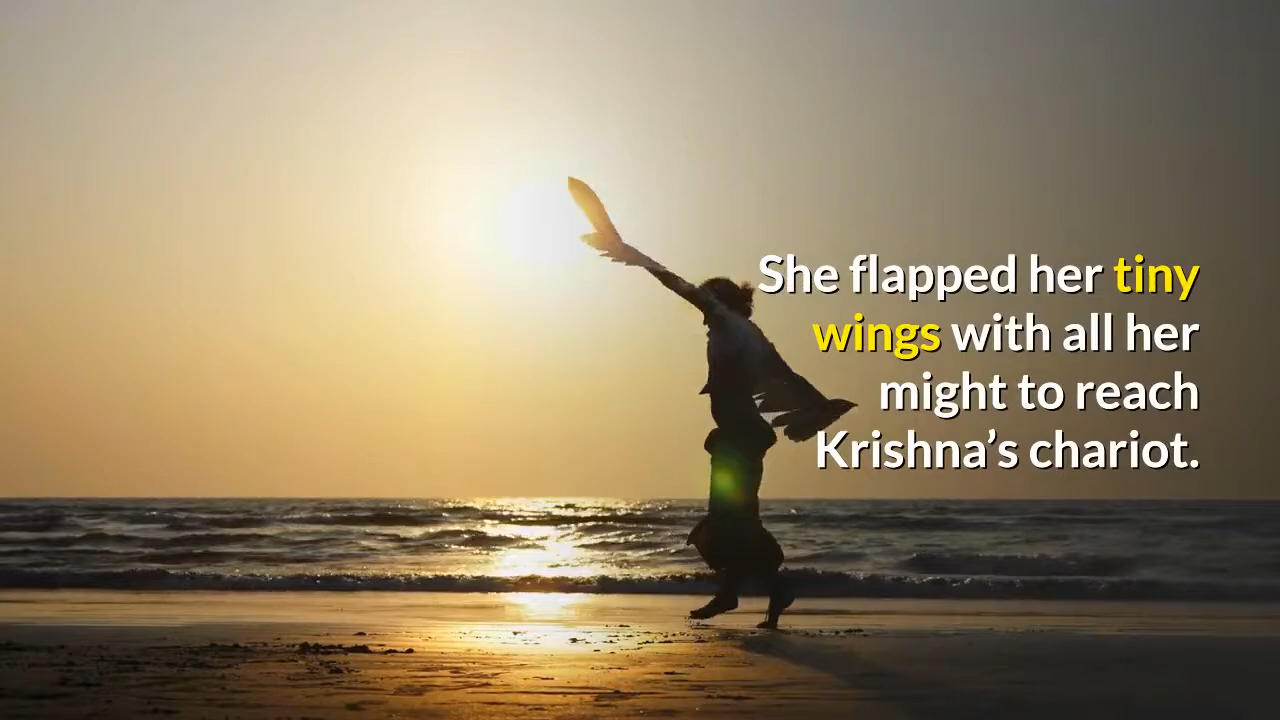 She flapped her tiny
wings with all her
might to reach
Krishna’s chariot.